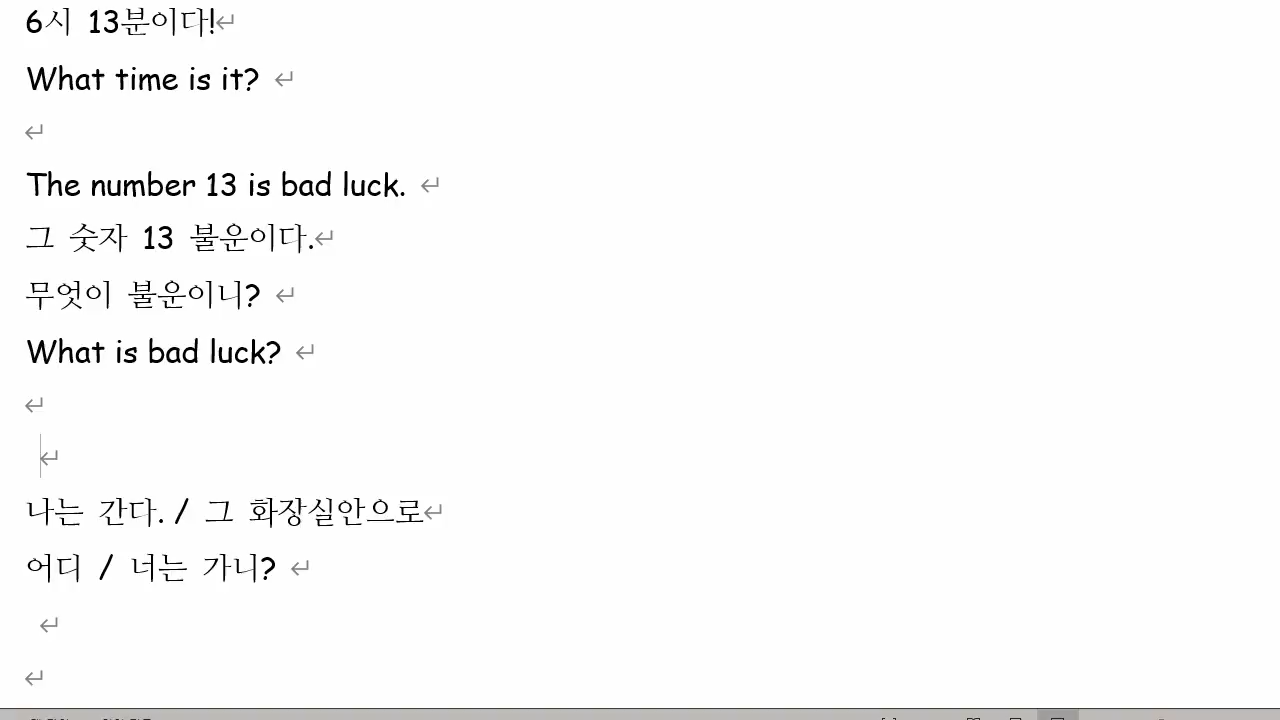 6시 13분이다!
What time is it?
The number 13 is bad luck.
그 숫자 13 불운이다.
무엇이 불운이니?
What is bad luck?
나는 간다. / 그 화장실안으로
어디 / 너는 가니?